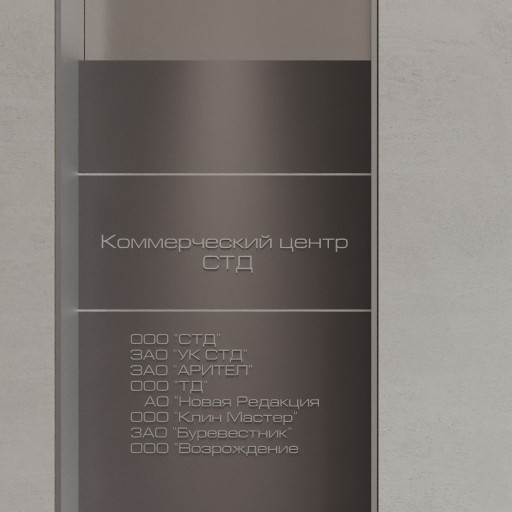 Коммерческий центр
СТД
ООО "СТД"
ЗАО "УК СТД"
ЗАО "АРИТЕЛ"
ООО "ТД"
АО "Новая Редакция
ООО "Клин Мастер"
ЗАО "Буревестник"
ООО "Возрождение